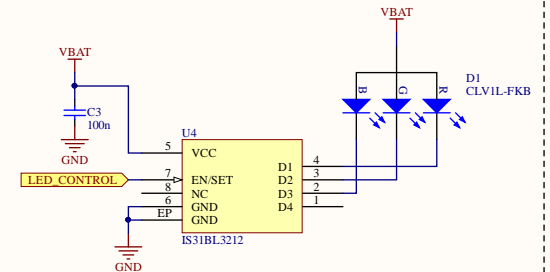 VBAT
VBAT
D1
CLV1L-FKB
B
G
R
C3
100n
GND
U4
5 VCC
LED_CONTROL
7 EN/SET
8 NC
6 GND
EP GND
D1 4
D2 3
D3 2
D4 1
IS31BL3212
GND